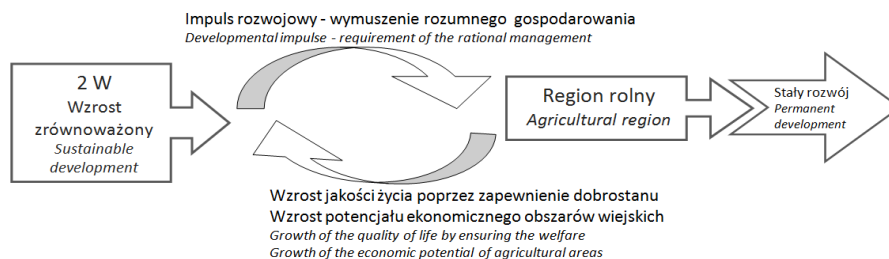 Impuls rozwojowy - wymuszenie rozumnego gospodarowania
Developmental impulse - requirement of the rational management
2 W
Wzrost
zrównoważony
Sustainable
development
Region rolny
Agricultural region
Stały rozwój
Permanent
development
Wzrost jakości życia poprzez zapewnienie dobrostanu
Wzrost potencjału ekonomicznego obszarów wiejskich
Growth of the quality of life by ensuring the welfare
Growth of the economic potential of agricultural areas